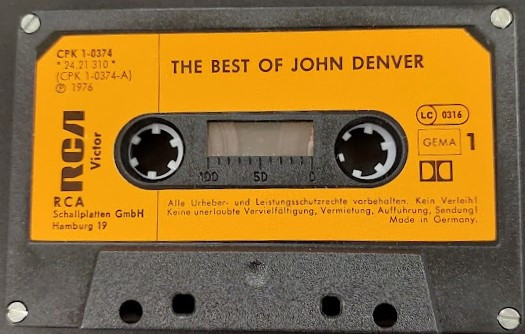 CPK 1-0374
* 24.21 310 *
(CPK 1-0374-A)
Ⓟ 1976
THE BEST OF JOHN DENVER
LC 0316
GEMA 1
RCA
Victor
100 50 0
RCA
Schallplatten GmbH
Hamburg 19
Alle Urheber- und Leistungsschutzrechte vorbehalten. Kein Verleih!
Keine unerlaubte Vervielfältigung, Vermietung, Aufführung, Sendung!
Made in Germany.